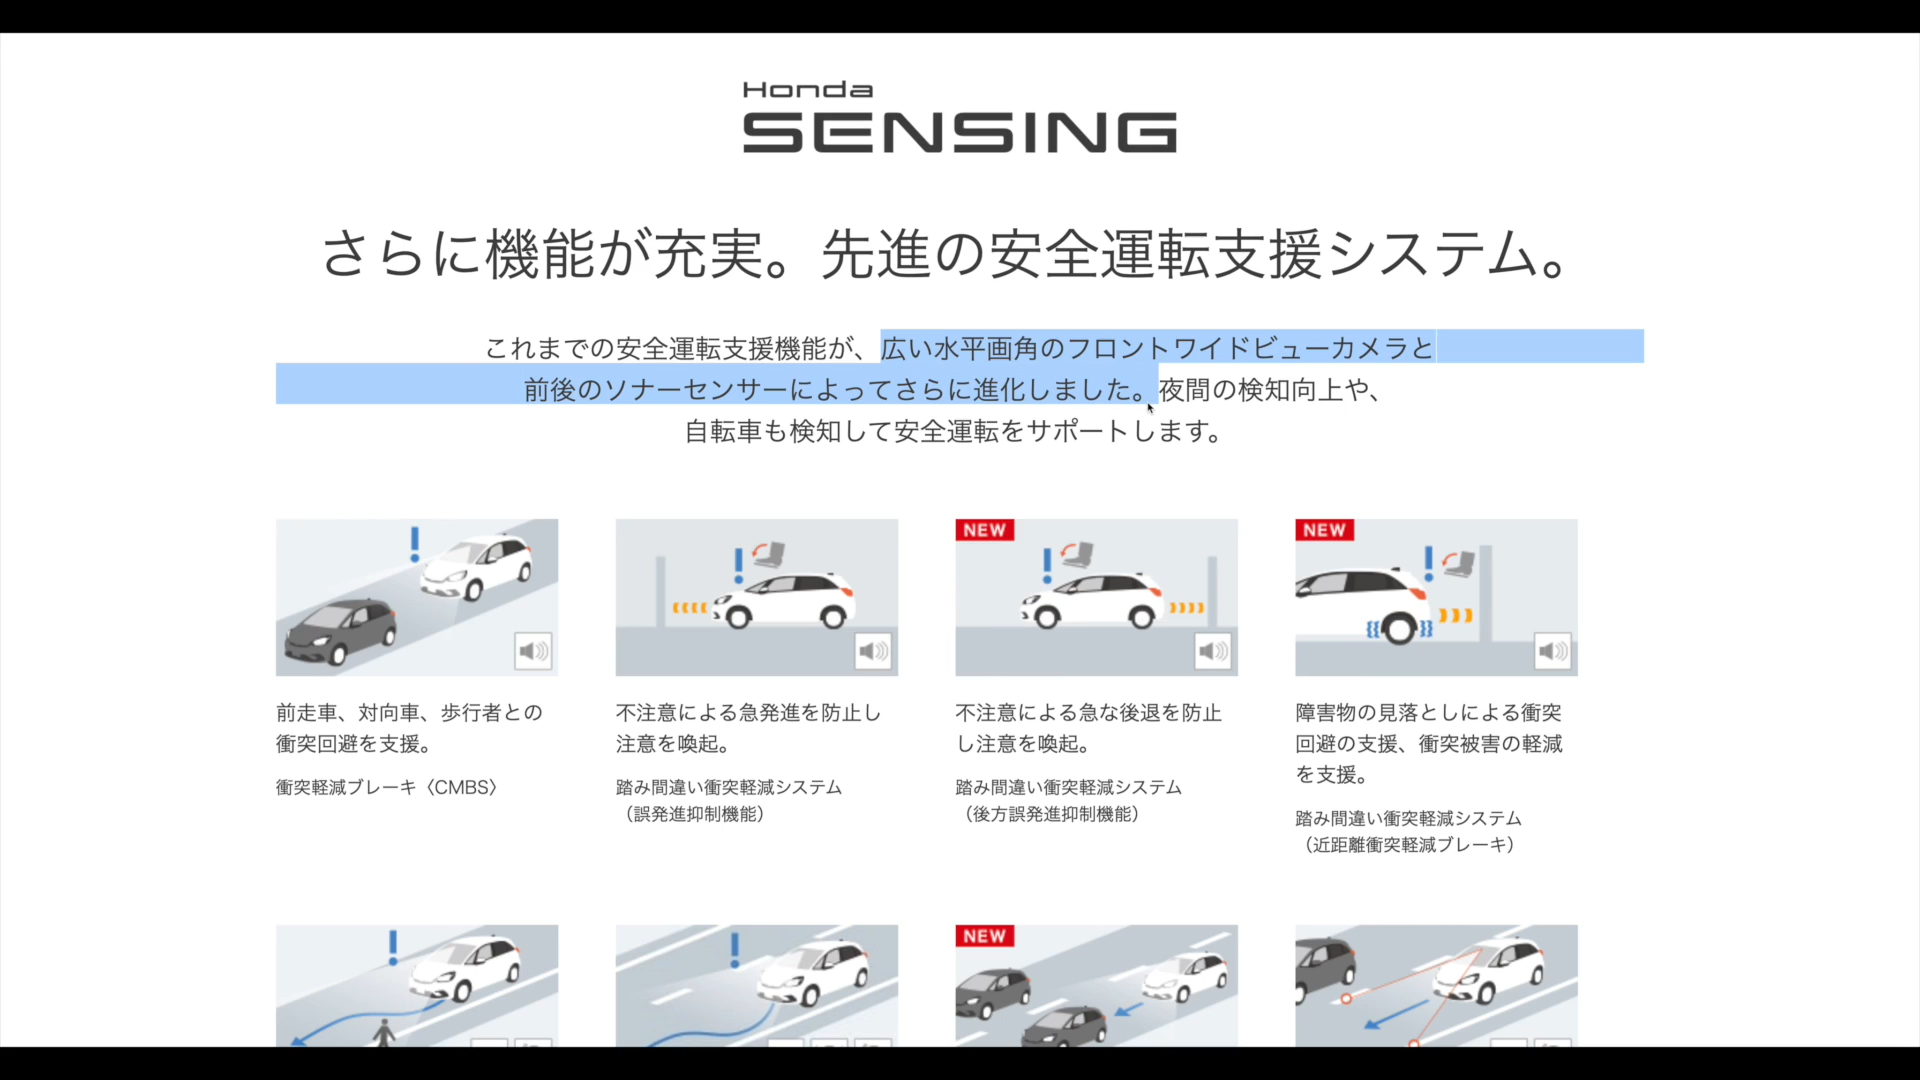 Honda
SENSING
さらに機能が充実。先進の安全運転支援システム。
これまでの安全運転支援機能が、広い水平画角のフロントワイドビューカメラと
前後のソナーセンサーによってさらに進化しました。夜間の検知向上や、
自転車も検知して安全運転をサポートします。
前走車、対向車、歩行者との
衝突回避を支援。
衝突軽減ブレーキ〈CMBS〉
不注意による急発進を防止し
注意を喚起。
踏み間違い衝突軽減システム
（誤発進抑制機能）
NEW
不注意による急な後退を防止
し注意を喚起。
踏み間違い衝突軽減システム
（後方誤発進抑制機能）
NEW
障害物の見落としによる衝突
回避の支援、衝突被害の軽減
を支援。
踏み間違い衝突軽減システム
（近距離衝突軽減ブレーキ）
NEW